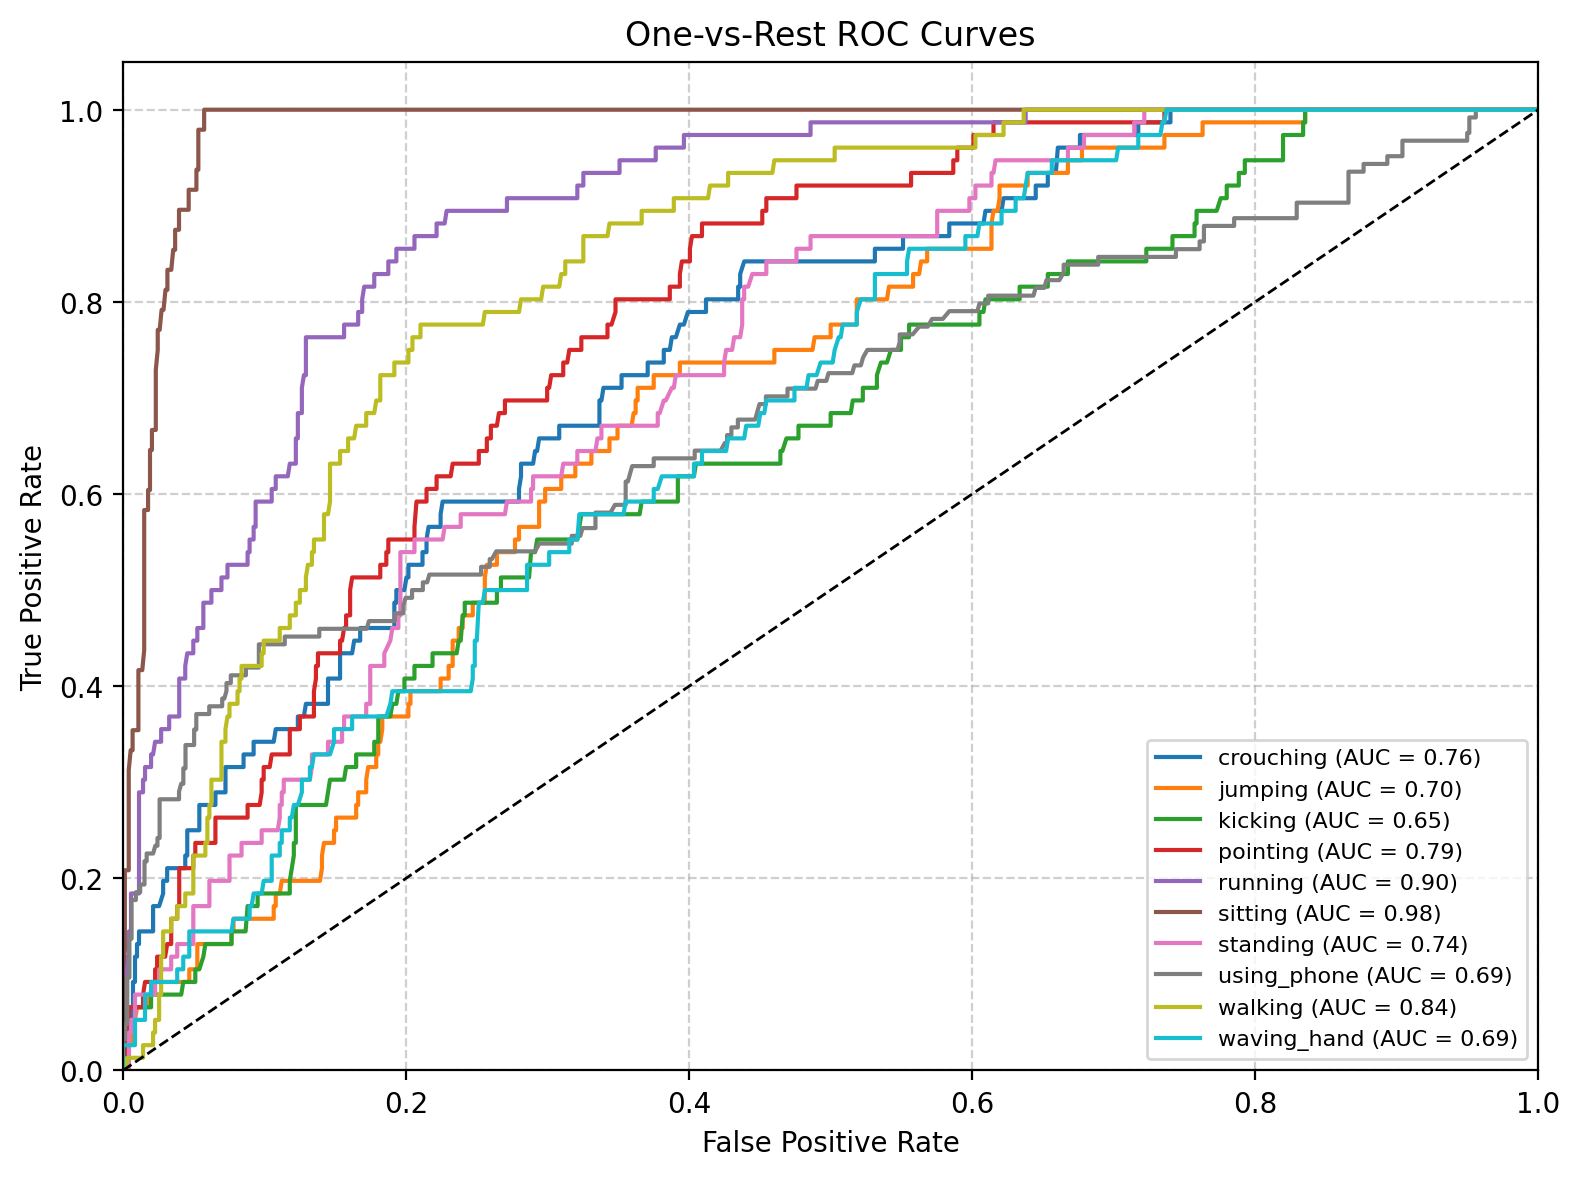 One-vs-Rest ROC Curves
True Positive Rate
1.0
0.8
0.6
0.4
0.2
0.0
crouching (AUC = 0.76)
jumping (AUC = 0.70)
kicking (AUC = 0.65)
pointing (AUC = 0.79)
running (AUC = 0.90)
sitting (AUC = 0.98)
standing (AUC = 0.74)
using_phone (AUC = 0.69)
walking (AUC = 0.84)
waving_hand (AUC = 0.69)
0.0 0.2 0.4 0.6 0.8 1.0
False Positive Rate